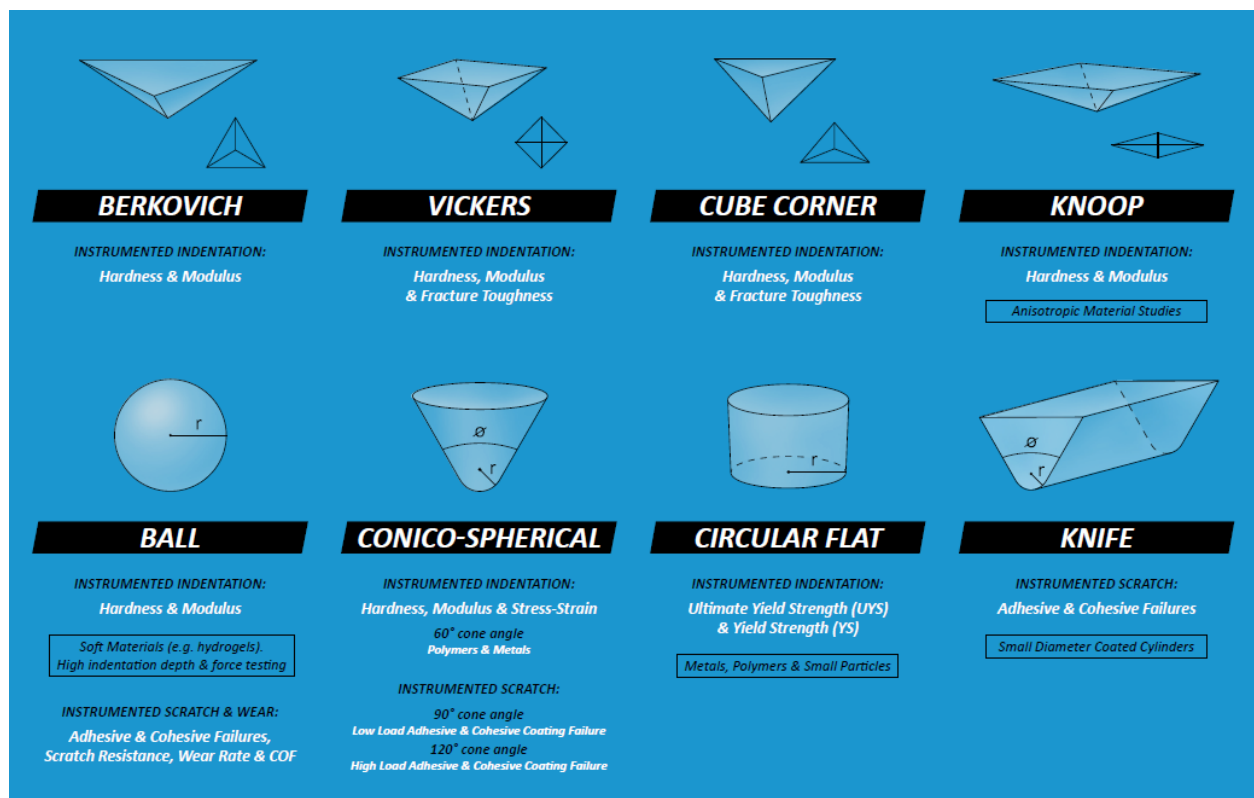 BERKOVICH
INSTRUMENTED INDENTATION:
Hardness & Modulus
VICKERS
INSTRUMENTED INDENTATION:
Hardness, Modulus
& Fracture Toughness
CUBE CORNER
INSTRUMENTED INDENTATION:
Hardness, Modulus
& Fracture Toughness
KNOOP
INSTRUMENTED INDENTATION:
Hardness & Modulus
Anisotropic Material Studies
r
BALL
INSTRUMENTED INDENTATION:
Hardness & Modulus
Soft Materials (e.g. hydrogels).
High indentation depth & force testing
INSTRUMENTED SCRATCH & WEAR:
Adhesive & Cohesive Failures,
Scratch Resistance, Wear Rate & COF
ø
r
CONICO-SPHERICAL
INSTRUMENTED INDENTATION:
Hardness, Modulus & Stress-Strain
60° cone angle
Polymers & Metals
INSTRUMENTED SCRATCH:
90° cone angle
Low Load Adhesive & Cohesive Coating Failure
120° cone angle
High Load Adhesive & Cohesive Coating Failure
r
CIRCULAR FLAT
INSTRUMENTED INDENTATION:
Ultimate Yield Strength (UYS)
& Yield Strength (YS)
Metals, Polymers & Small Particles
ø
r
KNIFE
INSTRUMENTED SCRATCH:
Adhesive & Cohesive Failures
Small Diameter Coated Cylinders